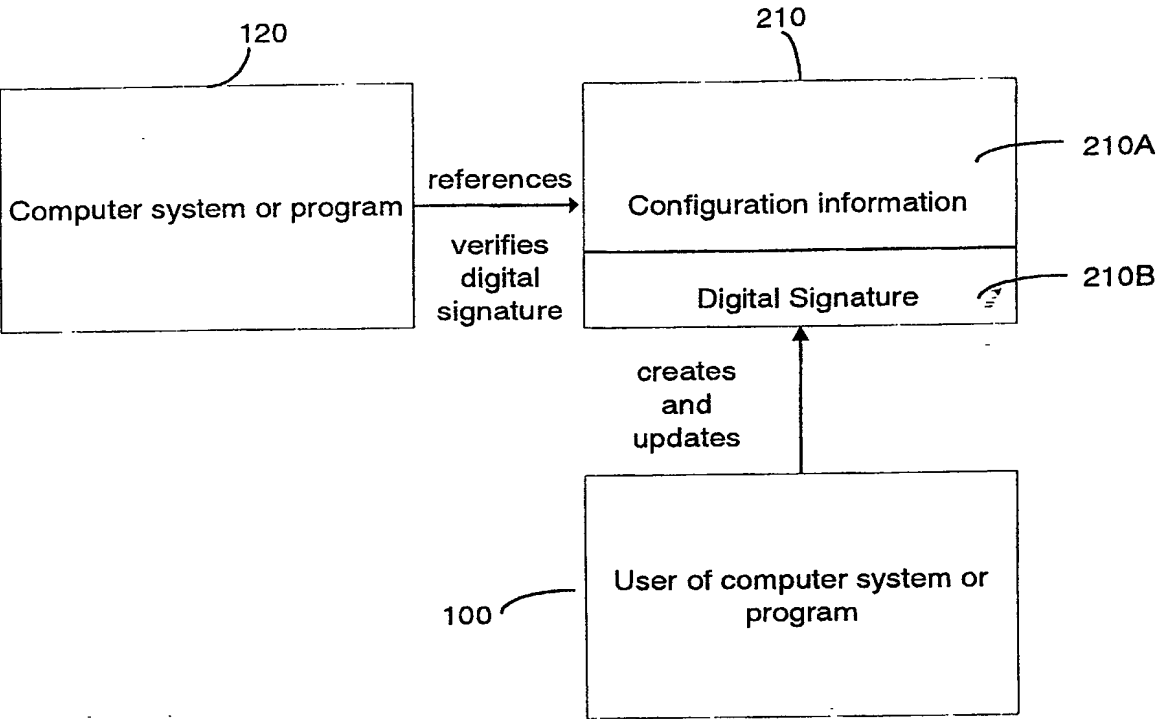 120
210
210A
references
Computer system or program
Configuration information
verifies
digital
signature
210B
Digital Signature
creates
and
updates
User of computer system or
program
100